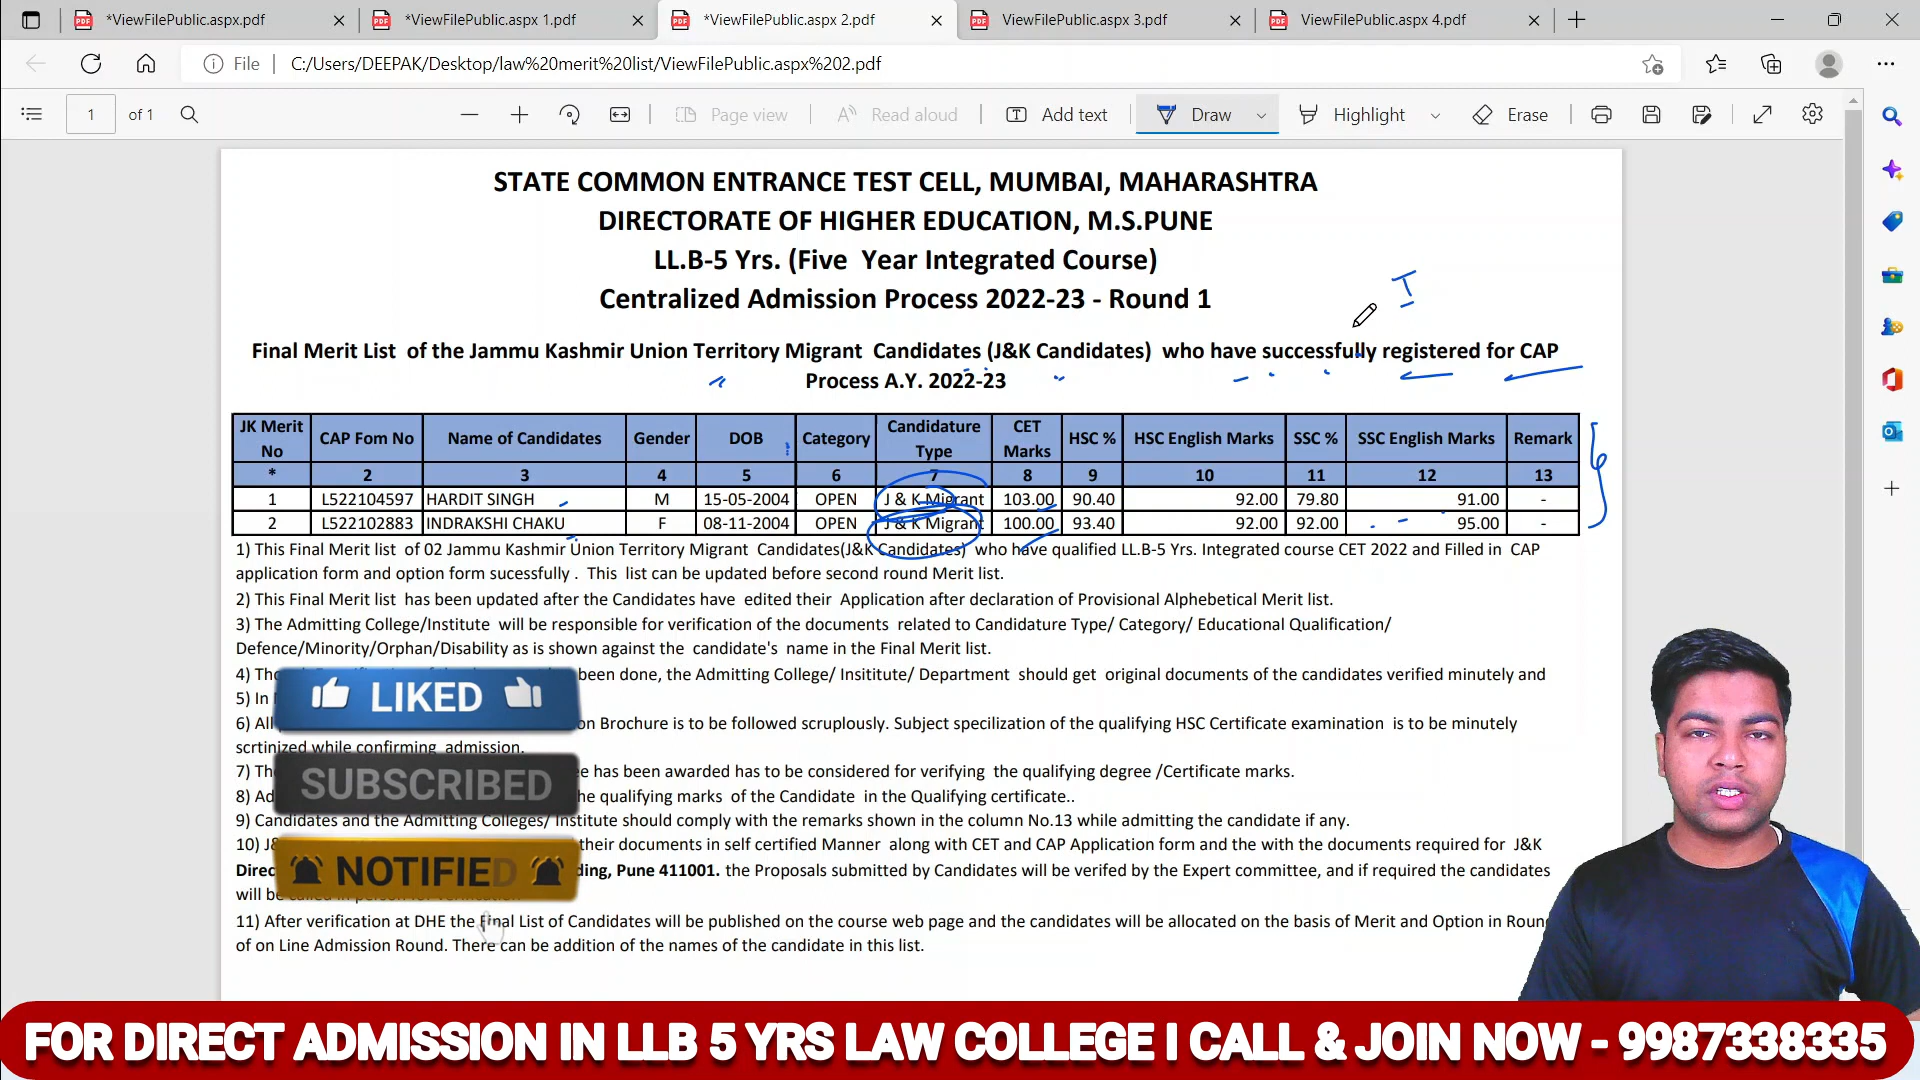 *ViewFilePublic.aspx.pdf
*ViewFilePublic.aspx 1.pdf
*ViewFilePublic.aspx 2.pdf
ViewFilePublic.aspx 3.pdf
ViewFilePublic.aspx 4.pdf
File
C:/Users/DEEPAK/Desktop/law%20merit%20list/ViewFilePublic.aspx%202.pdf
1 of 1
Page view
Read aloud
Add text
Draw
Highlight
Erase
STATE COMMON ENTRANCE TEST CELL, MUMBAI, MAHARASHTRA
DIRECTORATE OF HIGHER EDUCATION, M.S.PUNE
LL.B-5 Yrs. (Five Year Integrated Course)
Centralized Admission Process 2022-23 - Round 1
I
Final Merit List of the Jammu Kashmir Union Territory Migrant Candidates (J&K Candidates) who have successfully registered for CAP
Process A.Y. 2022-23
JK Merit No CAP Fom No Name of Candidates Gender DOB Category Candidature Type CET Marks HSC % HSC English Marks SSC % SSC English Marks Remark
* 2 3 4 5 6 7 8 9 10 11 12 13
1 L522104597 HARDIT SINGH M 15-05-2004 OPEN J & K Migrant 103.00 90.40 92.00 79.80 91.00 -
2 L522102883 INDRAKSHI CHAKU F 08-11-2004 OPEN J & K Migrant 100.00 93.40 92.00 92.00 95.00 -
1) This Final Merit list of 02 Jammu Kashmir Union Territory Migrant Candidates(J&K Candidates) who have qualified LL.B-5 Yrs. Integrated course CET 2022 and Filled in CAP
application form and option form sucessfully . This list can be updated before second round Merit list.
2) This Final Merit list has been updated after the Candidates have edited their Application after declaration of Provisional Alphebetical Merit list.
3) The Admitting College/Institute will be responsible for verification of the documents related to Candidature Type/ Category/ Educational Qualification/
Defence/Minority/Orphan/Disability as is shown against the candidate's name in the Final Merit list.
4) been done, the Admitting College/ Insititute/ Department should get original documents of the candidates verified minutely and
5) In
6) Brochure is to be followed scruplously. Subject specilization of the qualifying HSC Certificate examination is to be minutely
scrtinized while confirming admission.
7) has been awarded has to be considered for verifying the qualifying degree /Certificate marks.
8) qualifying marks of the Candidate in the Qualifying certificate..
9) Candidates and the Admitting Colleges/ Institute should comply with the remarks shown in the column No.13 while admitting the candidate if any.
10) their documents in self certified Manner along with CET and CAP Application form and the with the documents required for J&K
Pune 411001. the Proposals submitted by Candidates will be verifed by the Expert committee, and if required the candidates
will be
11) After verification at DHE the Final List of Candidates will be published on the course web page and the candidates will be allocated on the basis of Merit and Option in
of on Line Admission Round. There can be addition of the names of the candidate in this list.
LIKED
SUBSCRIBED
NOTIFIED
FOR DIRECT ADMISSION IN LLB 5 YRS LAW COLLEGE I CALL & JOIN NOW - 9987338335